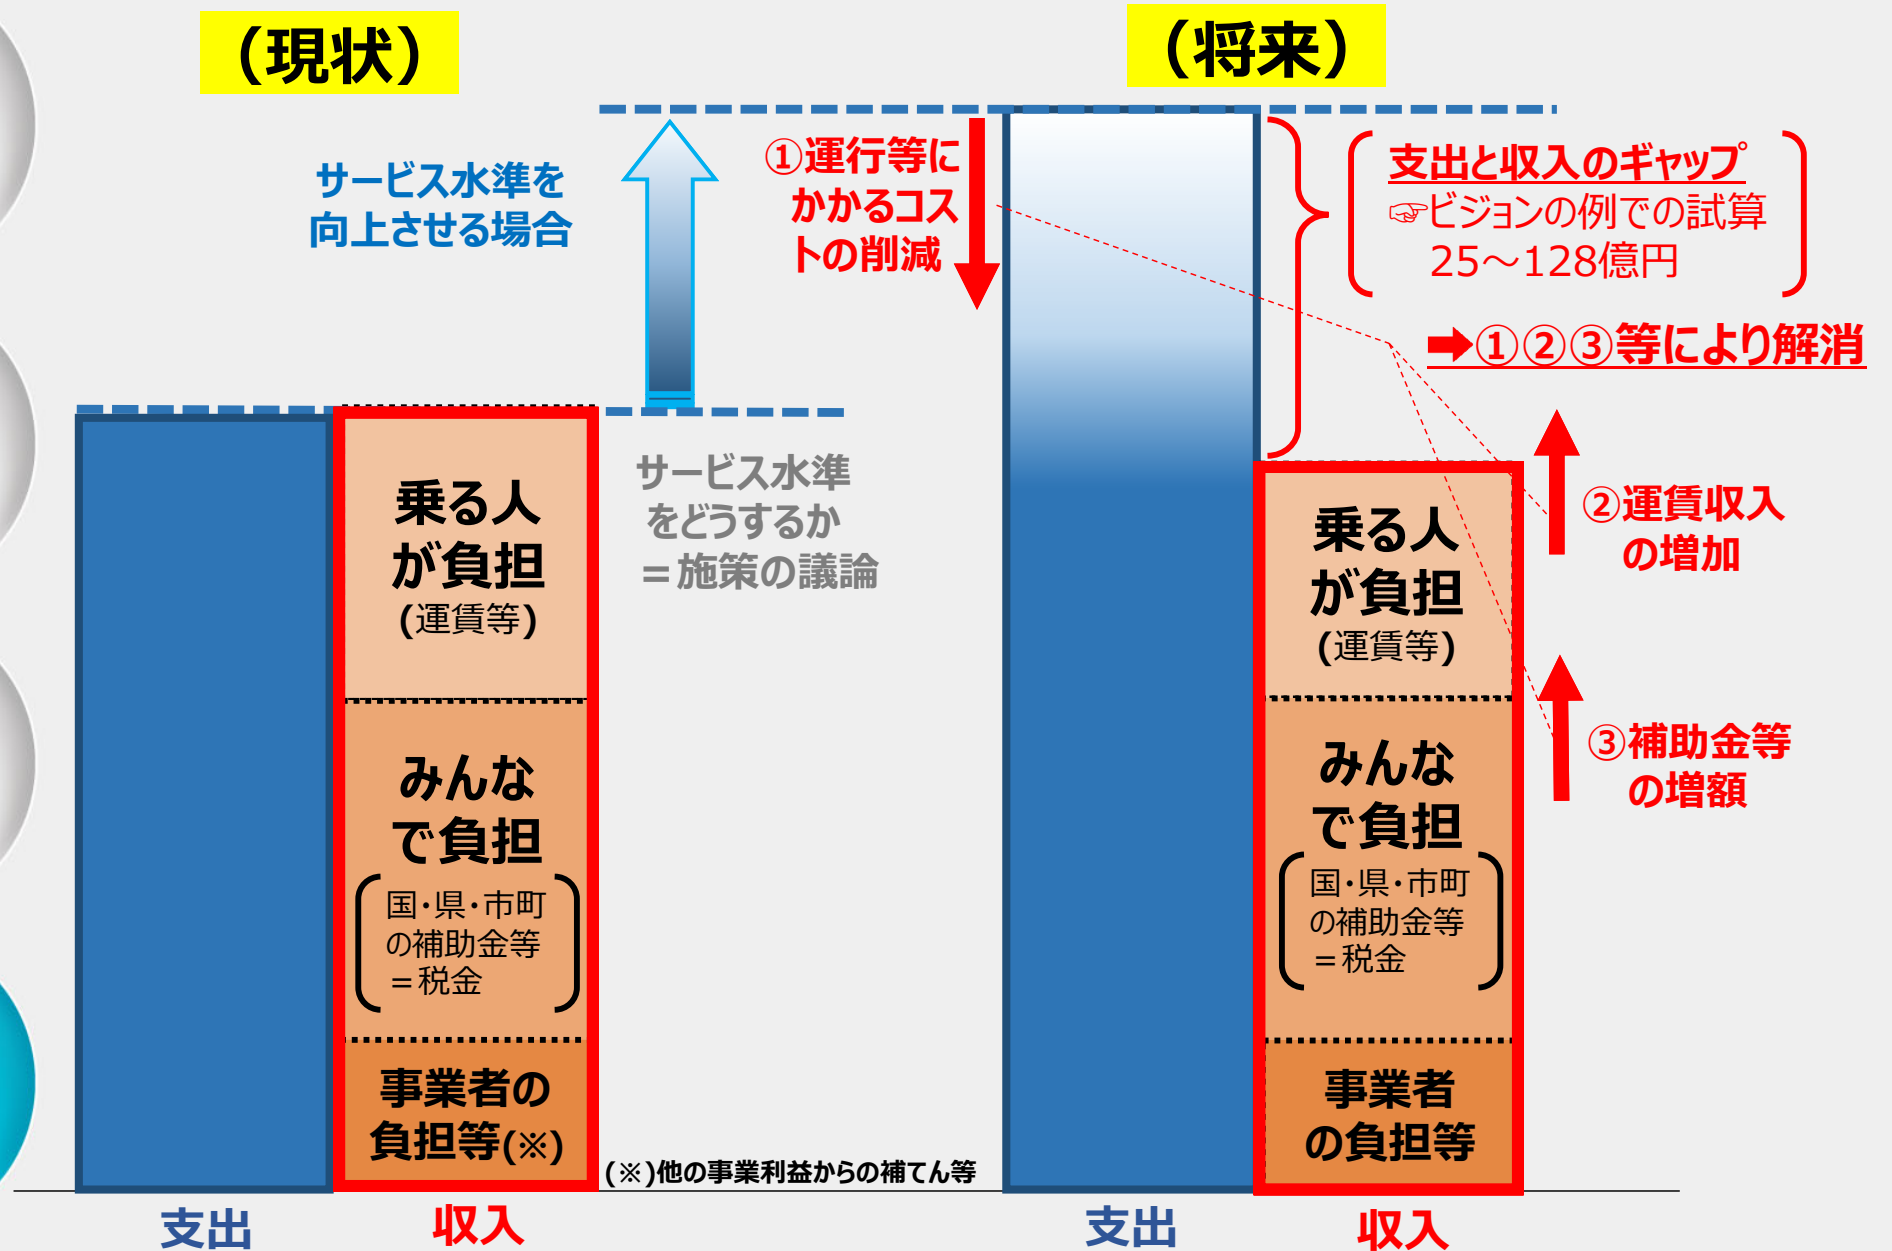 （現状）
サービス水準を
向上させる場合
乗る人
が負担
(運賃等)
みんな
で負担
国・県・市町
の補助金等
＝税金
事業者の
負担等(※)
(※)他の事業利益からの補てん等
支出
収入
サービス水準
をどうするか
＝施策の議論
（将来）
①運行等に
かかるコス
トの削減
支出と収入のギャップ
☞ビジョンの例での試算
25～128億円
➡①②③等により解消
②運賃収入
の増加
③補助金等
の増額
乗る人
が負担
(運賃等)
みんな
で負担
国・県・市町
の補助金等
＝税金
事業者
の負担等
支出
収入